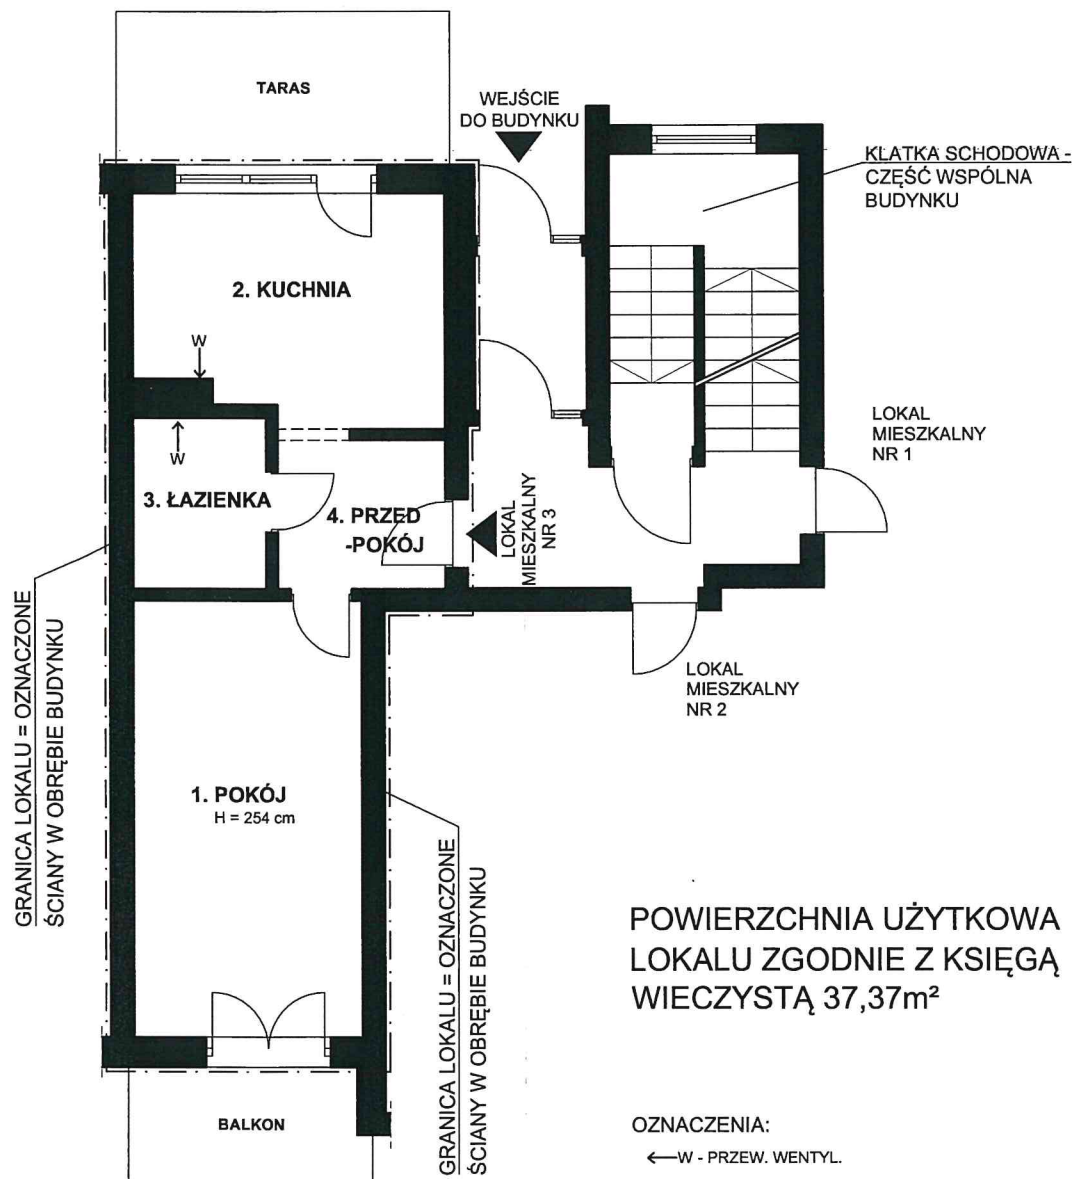 TARAS
WEJŚCIE
DO BUDYNKU
KLATKA SCHODOWA -
CZĘŚĆ WSPÓLNA
BUDYNKU
2. KUCHNIA
W
W
3. ŁAZIENKA
4. PRZED
-POKÓJ
LOKAL
MIESZKALNY
NR 3
LOKAL
MIESZKALNY
NR 1
LOKAL
MIESZKALNY
NR 2
GRANICA LOKALU = OZNACZONE
ŚCIANY W OBRĘBIE BUDYNKU
1. POKÓJ
H = 254 cm
GRANICA LOKALU = OZNACZONE
ŚCIANY W OBRĘBIE BUDYNKU
POWIERZCHNIA UŻYTKOWA
LOKALU ZGODNIE Z KSIĘGĄ
WIECZYSTĄ 37,37m²
BALKON
OZNACZENIA:
←W - PRZEW. WENTYL.